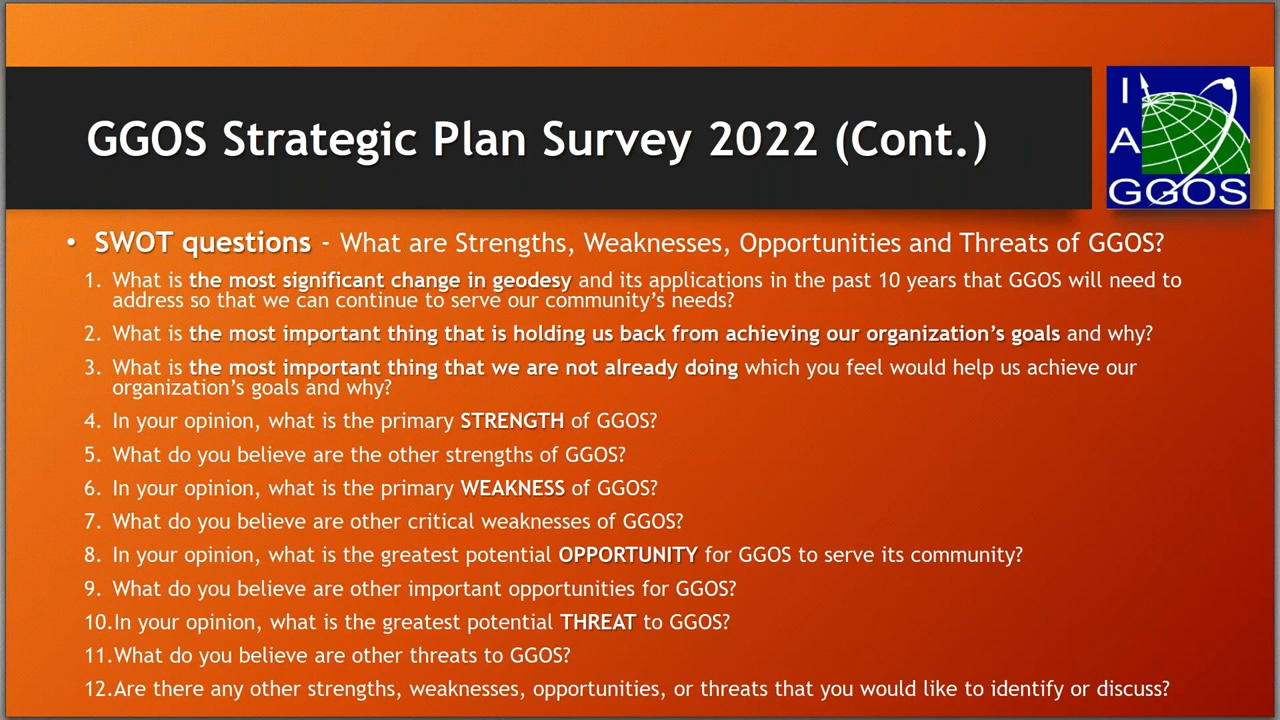 GGOS Strategic Plan Survey 2022 (Cont.)
I
A
GGOS
• SWOT questions - What are Strengths, Weaknesses, Opportunities and Threats of GGOS?
1. What is the most significant change in geodesy and its applications in the past 10 years that GGOS will need to
address so that we can continue to serve our community’s needs?
2. What is the most important thing that is holding us back from achieving our organization’s goals and why?
3. What is the most important thing that we are not already doing which you feel would help us achieve our
organization’s goals and why?
4. In your opinion, what is the primary STRENGTH of GGOS?
5. What do you believe are the other strengths of GGOS?
6. In your opinion, what is the primary WEAKNESS of GGOS?
7. What do you believe are other critical weaknesses of GGOS?
8. In your opinion, what is the greatest potential OPPORTUNITY for GGOS to serve its community?
9. What do you believe are other important opportunities for GGOS?
10.In your opinion, what is the greatest potential THREAT to GGOS?
11.What do you believe are other threats to GGOS?
12.Are there any other strengths, weaknesses, opportunities, or threats that you would like to identify or discuss?